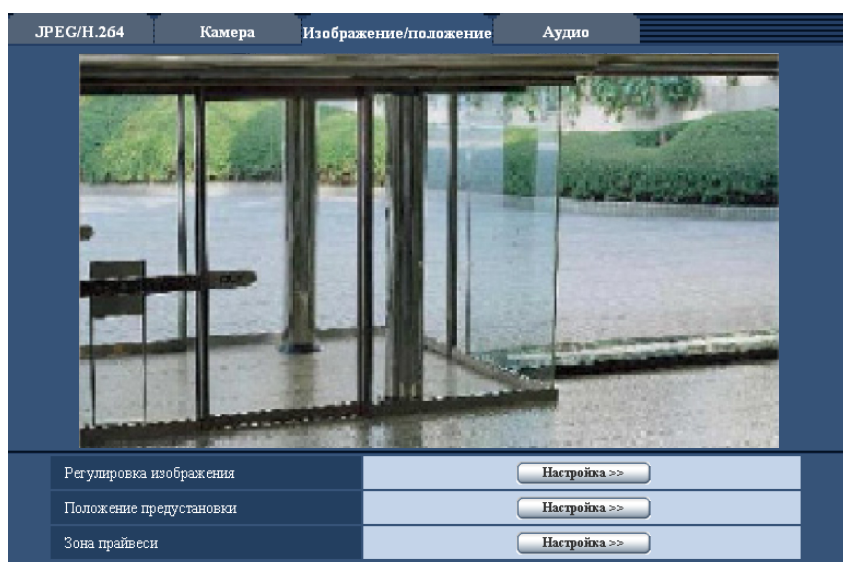 JPEG/H.264 Камера Изображение/положение Аудио
Регулировка изображения Настройка >>
Положение предустановки Настройка >>
Зона прайвеси Настройка >>